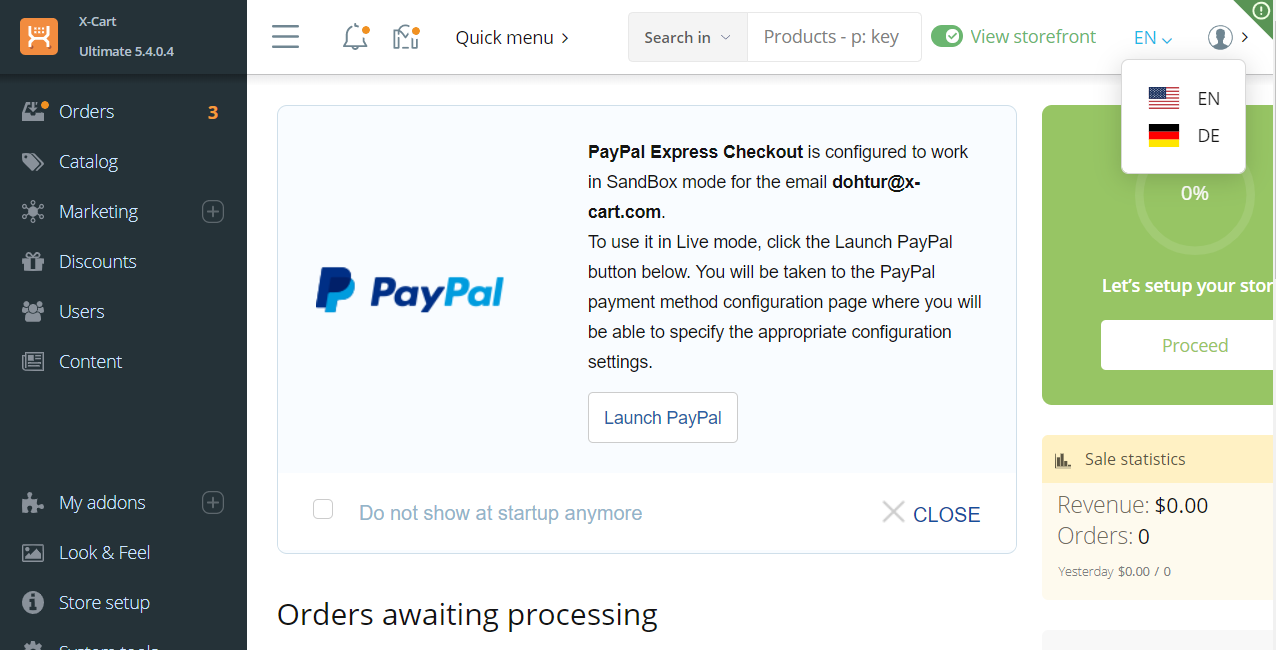 X-Cart
Ultimate 5.4.0.4
Quick menu
Search in
Products - p: key
View storefront
EN
EN
DE
Orders 3
Catalog
Marketing
Discounts
Users
Content
My addons
Look & Feel
Store setup
System tools
PayPal
PayPal Express Checkout is configured to work
in SandBox mode for the email dohtur@x-
cart.com.
To use it in Live mode, click the Launch PayPal
button below. You will be taken to the PayPal
payment method configuration page where you will
be able to specify the appropriate configuration
settings.
Launch PayPal
Do not show at startup anymore
CLOSE
Orders awaiting processing
0%
Let's setup your stor
Proceed
Sale statistics
Revenue: $0.00
Orders: 0
Yesterday $0.00 / 0